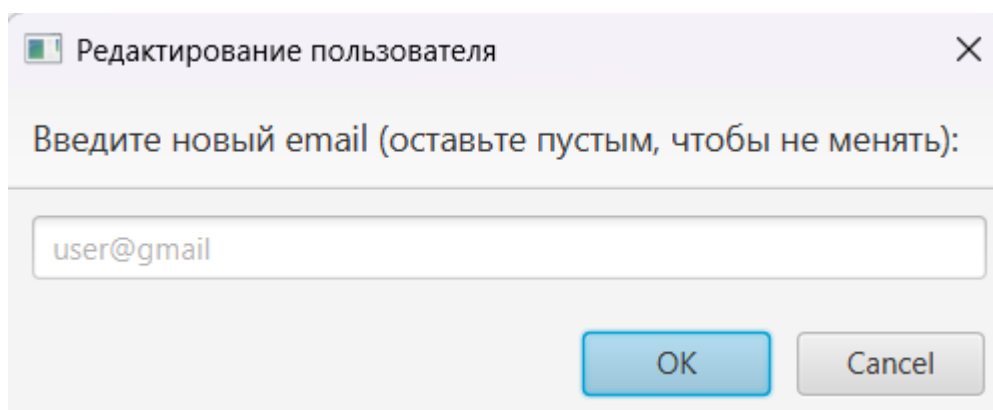 Редактирование пользователя
Введите новый email (оставьте пустым, чтобы не менять):
user@gmail
OK Cancel